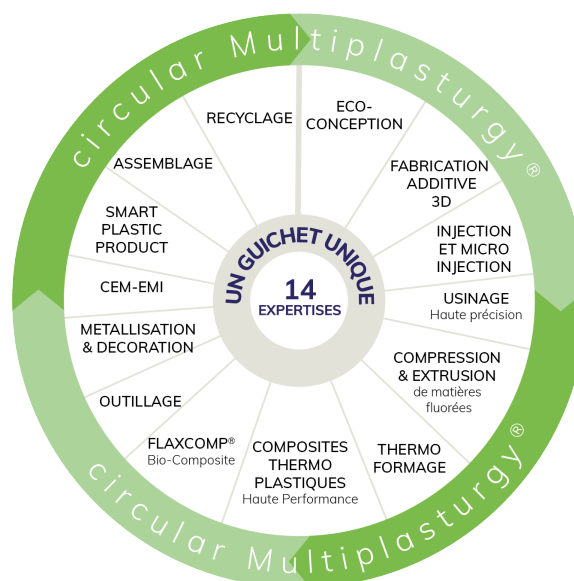 circular Multiplasturgy®
RECYCLAGE
ECO-
CONCEPTION
ASSEMBLAGE
FABRICATION
ADDITIVE
3D
SMART
PLASTIC
PRODUCT
INJECTION
ET MICRO
INJECTION
UN GUICHET UNIQUE
14
EXPERTISES
CEM-EMI
USINAGE
Haute précision
METALLISATION
& DECORATION
COMPRESSION
& EXTRUSION
de matières
fluorées
OUTILLAGE
FLAXCOMP®
Bio-Composite
COMPOSITES
THERMO
PLASTIQUES
Haute Performance
THERMO
FORMAGE
circular Multiplasturgy®